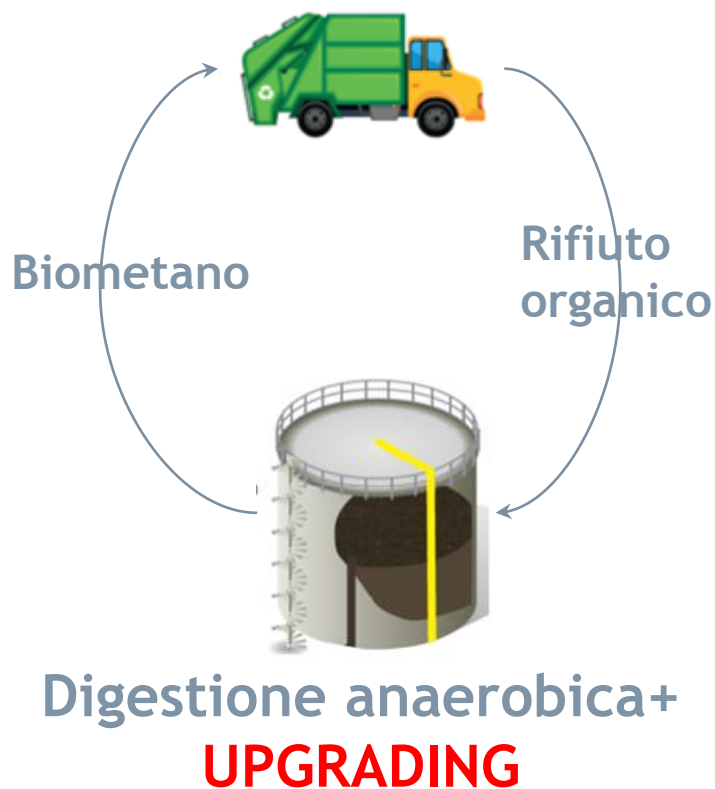 Biometano
Rifiuto
organico
Digestione anaerobica+
UPGRADING